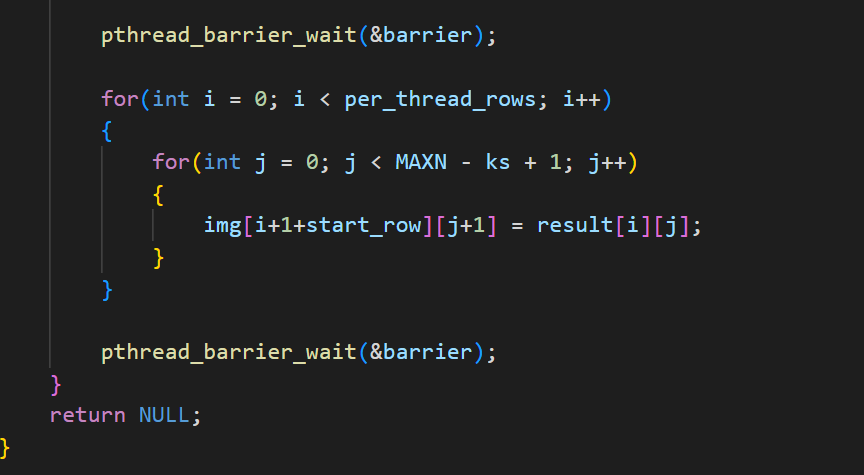 pthread_barrier_wait(&barrier);
for(int i = 0; i < per_thread_rows; i++)
{
for(int j = 0; j < MAXN - ks + 1; j++)
{
img[i+1+start_row][j+1] = result[i][j];
}
}
pthread_barrier_wait(&barrier);
}
return NULL;
}